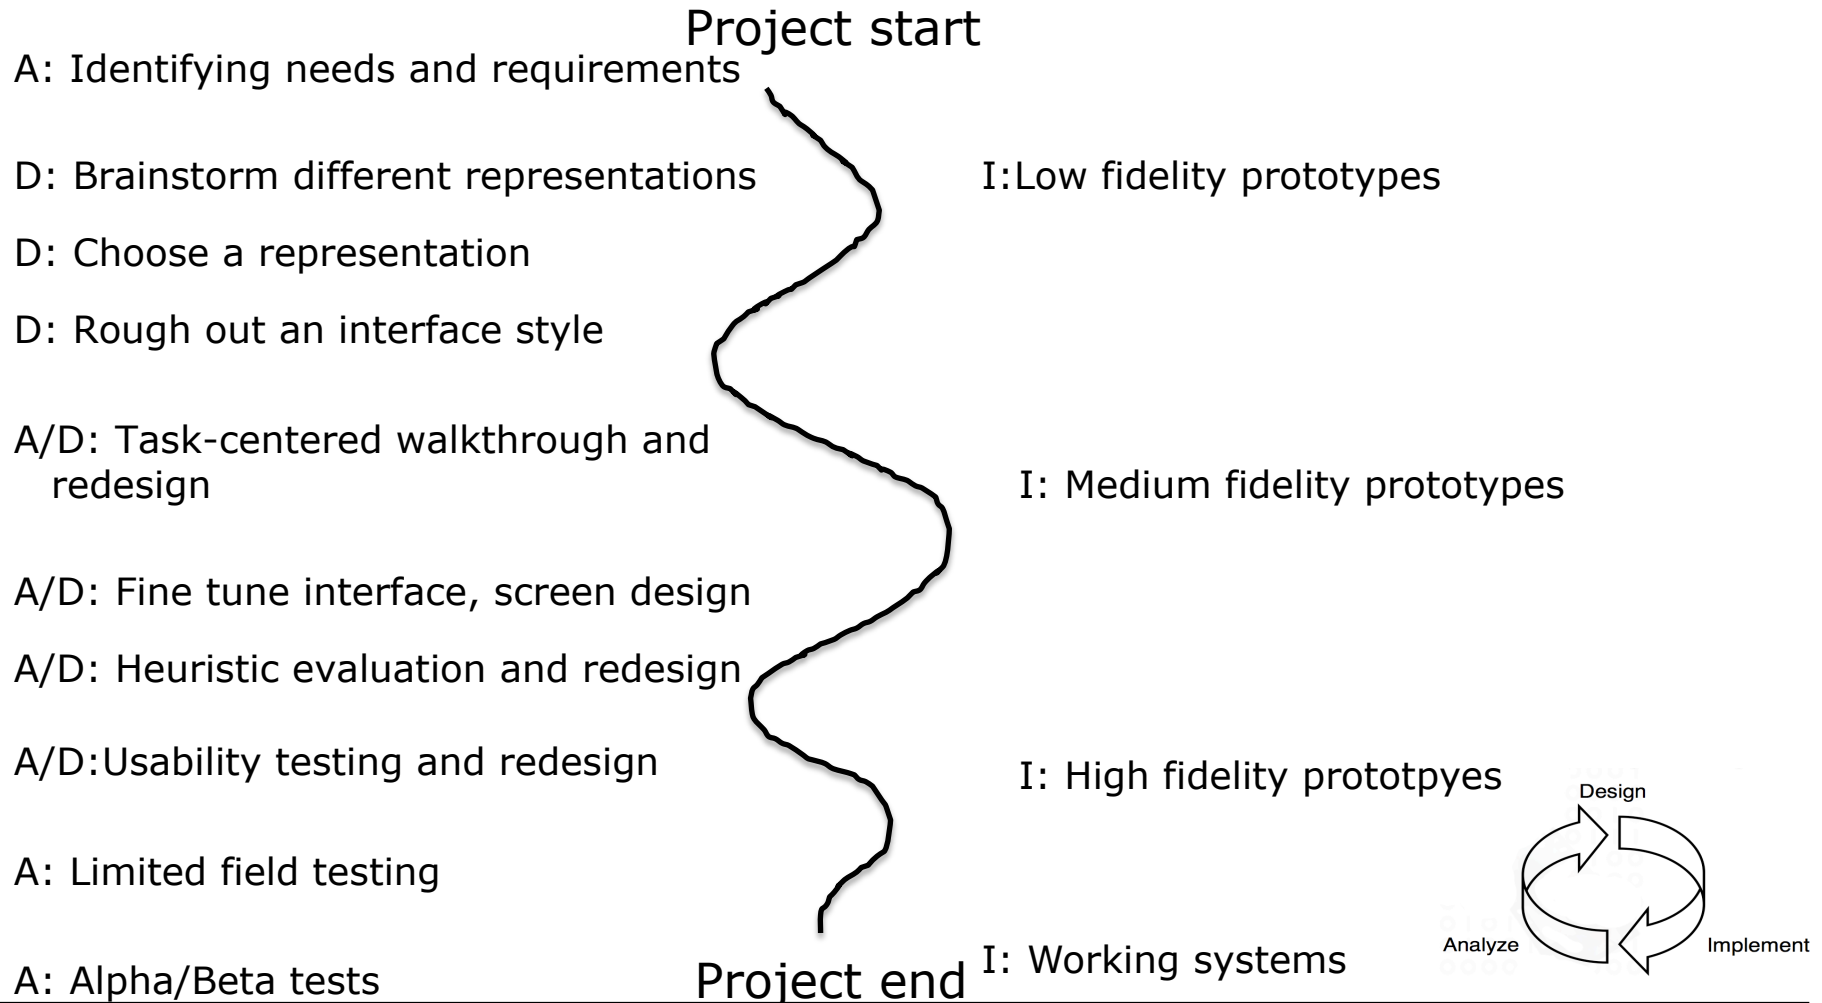 Project start
A: Identifying needs and requirements
D: Brainstorm different representations
I:Low fidelity prototypes
D: Choose a representation
D: Rough out an interface style
A/D: Task-centered walkthrough and
redesign
I: Medium fidelity prototypes
A/D: Fine tune interface, screen design
A/D: Heuristic evaluation and redesign
A/D:Usability testing and redesign
I: High fidelity prototpyes
Design
A: Limited field testing
Analyze
Implement
I: Working systems
A: Alpha/Beta tests
Project end